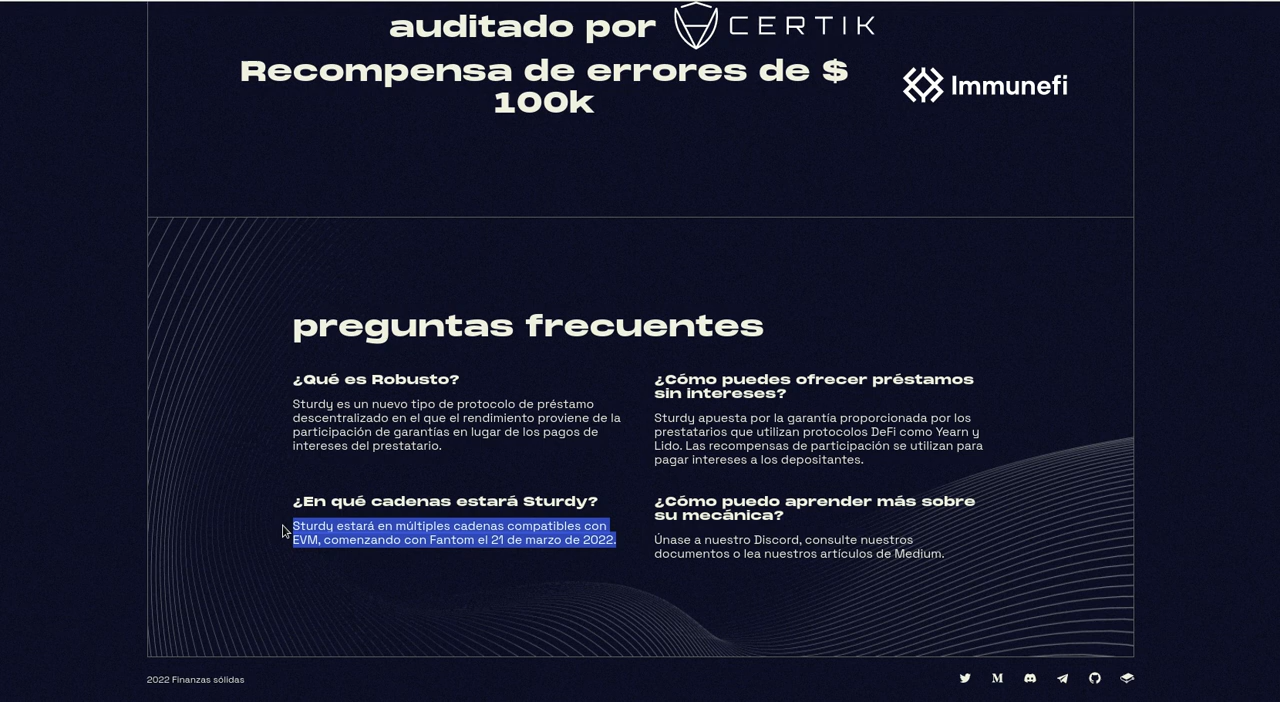 auditado por CERTIK
Recompensa de errores de $
100k
Immunefi
preguntas frecuentes
¿Qué es Robusto?
Sturdy es un nuevo tipo de protocolo de préstamo
descentralizado en el que el rendimiento proviene de la
participación de garantías en lugar de los pagos de
intereses del prestatario.
¿Cómo puedes ofrecer préstamos
sin intereses?
Sturdy apuesta por la garantía proporcionada por los
prestatarios que utilizan protocolos DeFi como Yearn y
Lido. Las recompensas de participación se utilizan para
pagar intereses a los depositantes.
¿En qué cadenas estará Sturdy?
Sturdy estará en múltiples cadenas compatibles con
EVM, comenzando con Fantom el 21 de marzo de 2022.
¿Cómo puedo aprender más sobre
su mecánica?
Únase a nuestro Discord, consulte nuestros
documentos o lea nuestros artículos de Medium.
2022 Finanzas sólidas